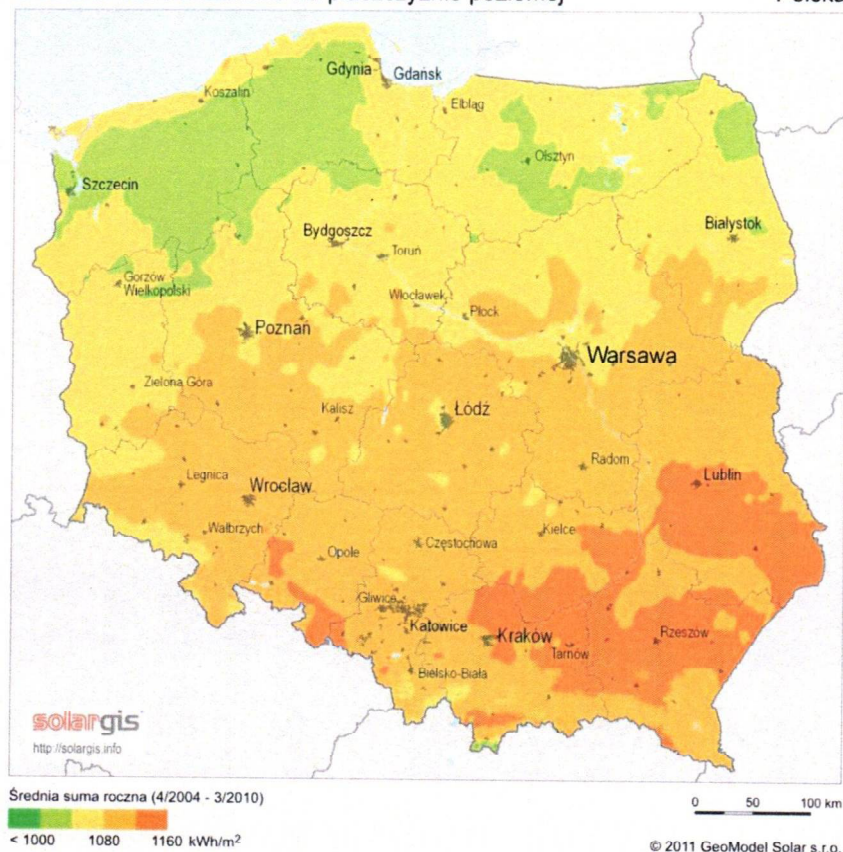 Gdynia
Gdańsk
Koszalin
Elbląg
Olsztyn
Szczecin
Bydgoszcz
Białystok
Toruń
Gorzów
Wielkopolski
Włocławek
Płock
Poznań
Warsawa
Zielona Góra
Kalisz
Łódź
Legnica
Wrocław
Radom
Lublin
Wałbrzych
Opole
Częstochowa
Kielce
Gliwice
Katowice
Kraków
Tarnów
Rzeszów
Bielsko-Biała
solargis
http://solargis.info
Średnia suma roczna (4/2004 - 3/2010)
< 1000 1080 1160 kWh/m²
0 50 100 km
© 2011 GeoModel Solar s.r.o.